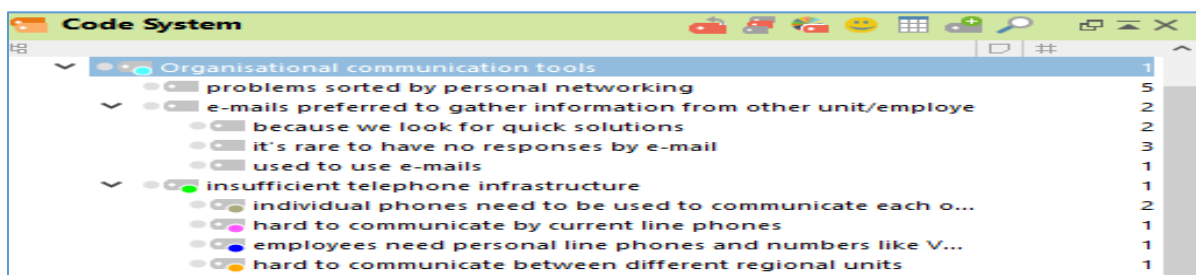 Code System
#
Organisational communication tools 1
problems sorted by personal networking 5
e-mails preferred to gather information from other unit/employe 2
because we look for quick solutions 2
it's rare to have no responses by e-mail 3
used to use e-mails 1
insufficient telephone infrastructure 1
individual phones need to be used to communicate each o... 2
hard to communicate by current line phones 1
employees need personal line phones and numbers like V... 1
hard to communicate between different regional units 1